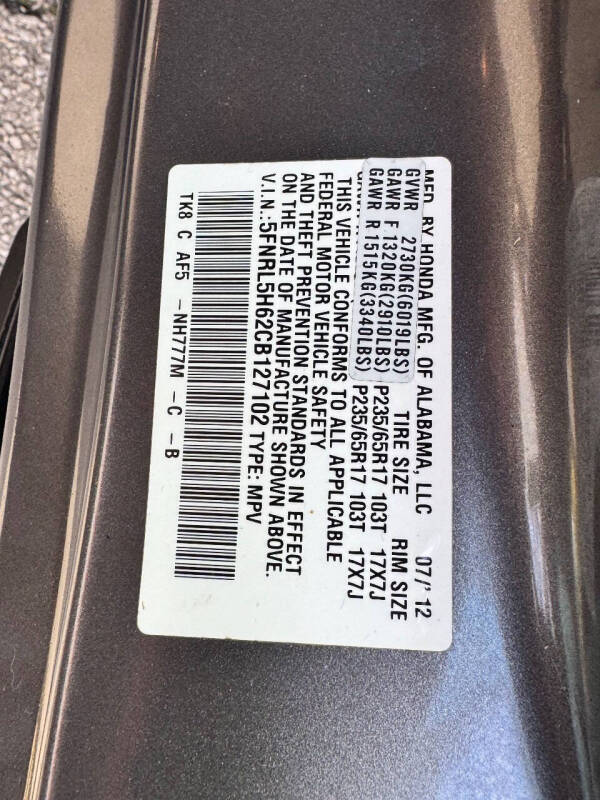 MFD. BY HONDA MFG. OF ALABAMA, LLC 07/'12
GVWR 2730KG(6019LBS) TIRE SIZE RIM SIZE
GAWR F 1320KG(2910LBS) P235/65R17 103T 17X7J
GAWR R 1515KG(3340LBS) P235/65R17 103T 17X7J
THIS VEHICLE CONFORMS TO ALL APPLICABLE
FEDERAL MOTOR VEHICLE SAFETY
AND THEFT PREVENTION STANDARDS IN EFFECT
ON THE DATE OF MANUFACTURE SHOWN ABOVE.
V.I.N.:5FNRL5H62CB127102 TYPE: MPV
TK8 C AF5 -NH777M -C -B